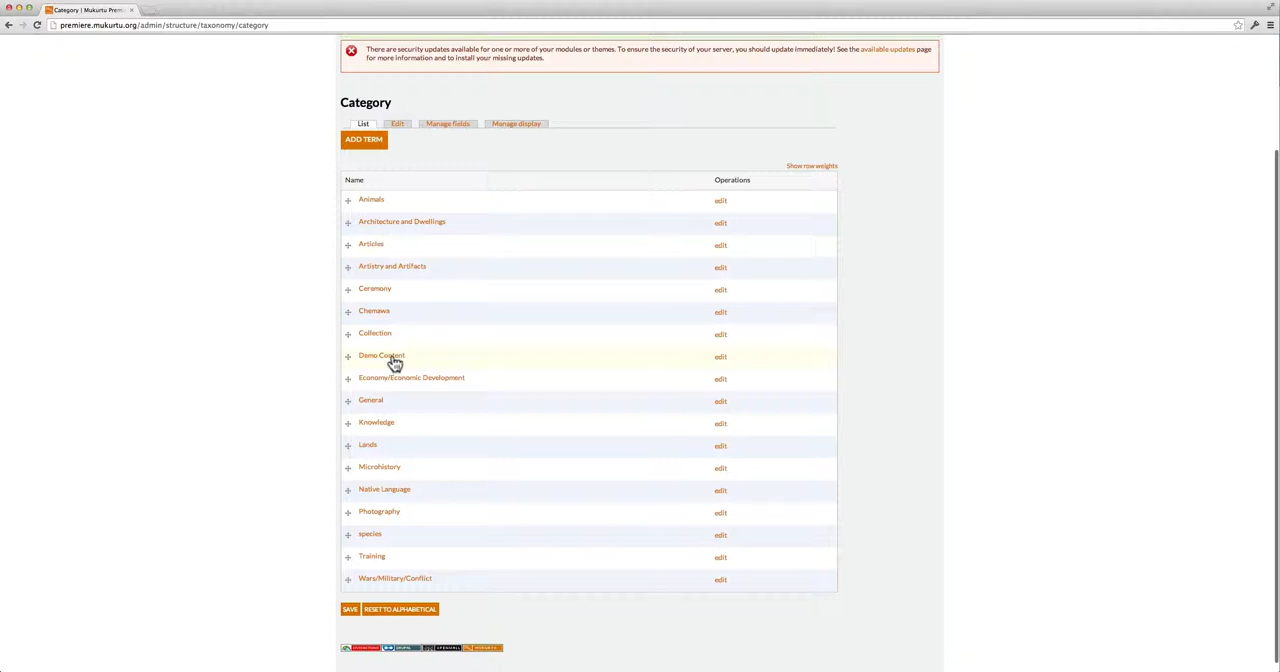 Category | Mukurtu Prem
premiere.mukurtu.org/admin/structure/taxonomy/category
There are security updates available for one or more of your modules or themes. To ensure the security of your server, you should update immediately! See the available updates page
for more information and to install your missing updates.
Category
List Edit Manage fields Manage display
ADD TERM
Show row weights
Name Operations
Animals edit
Architecture and Dwellings edit
Articles edit
Artistry and Artifacts edit
Ceremony edit
Chemawa edit
Collection edit
Demo Content edit
Economy/Economic Development edit
General edit
Knowledge edit
Lands edit
Microhistory edit
Native Language edit
Photography edit
species edit
Training edit
Wars/Military/Conflict edit
SAVE RESET TO ALPHABETICAL
DRUPAL MUKURTU